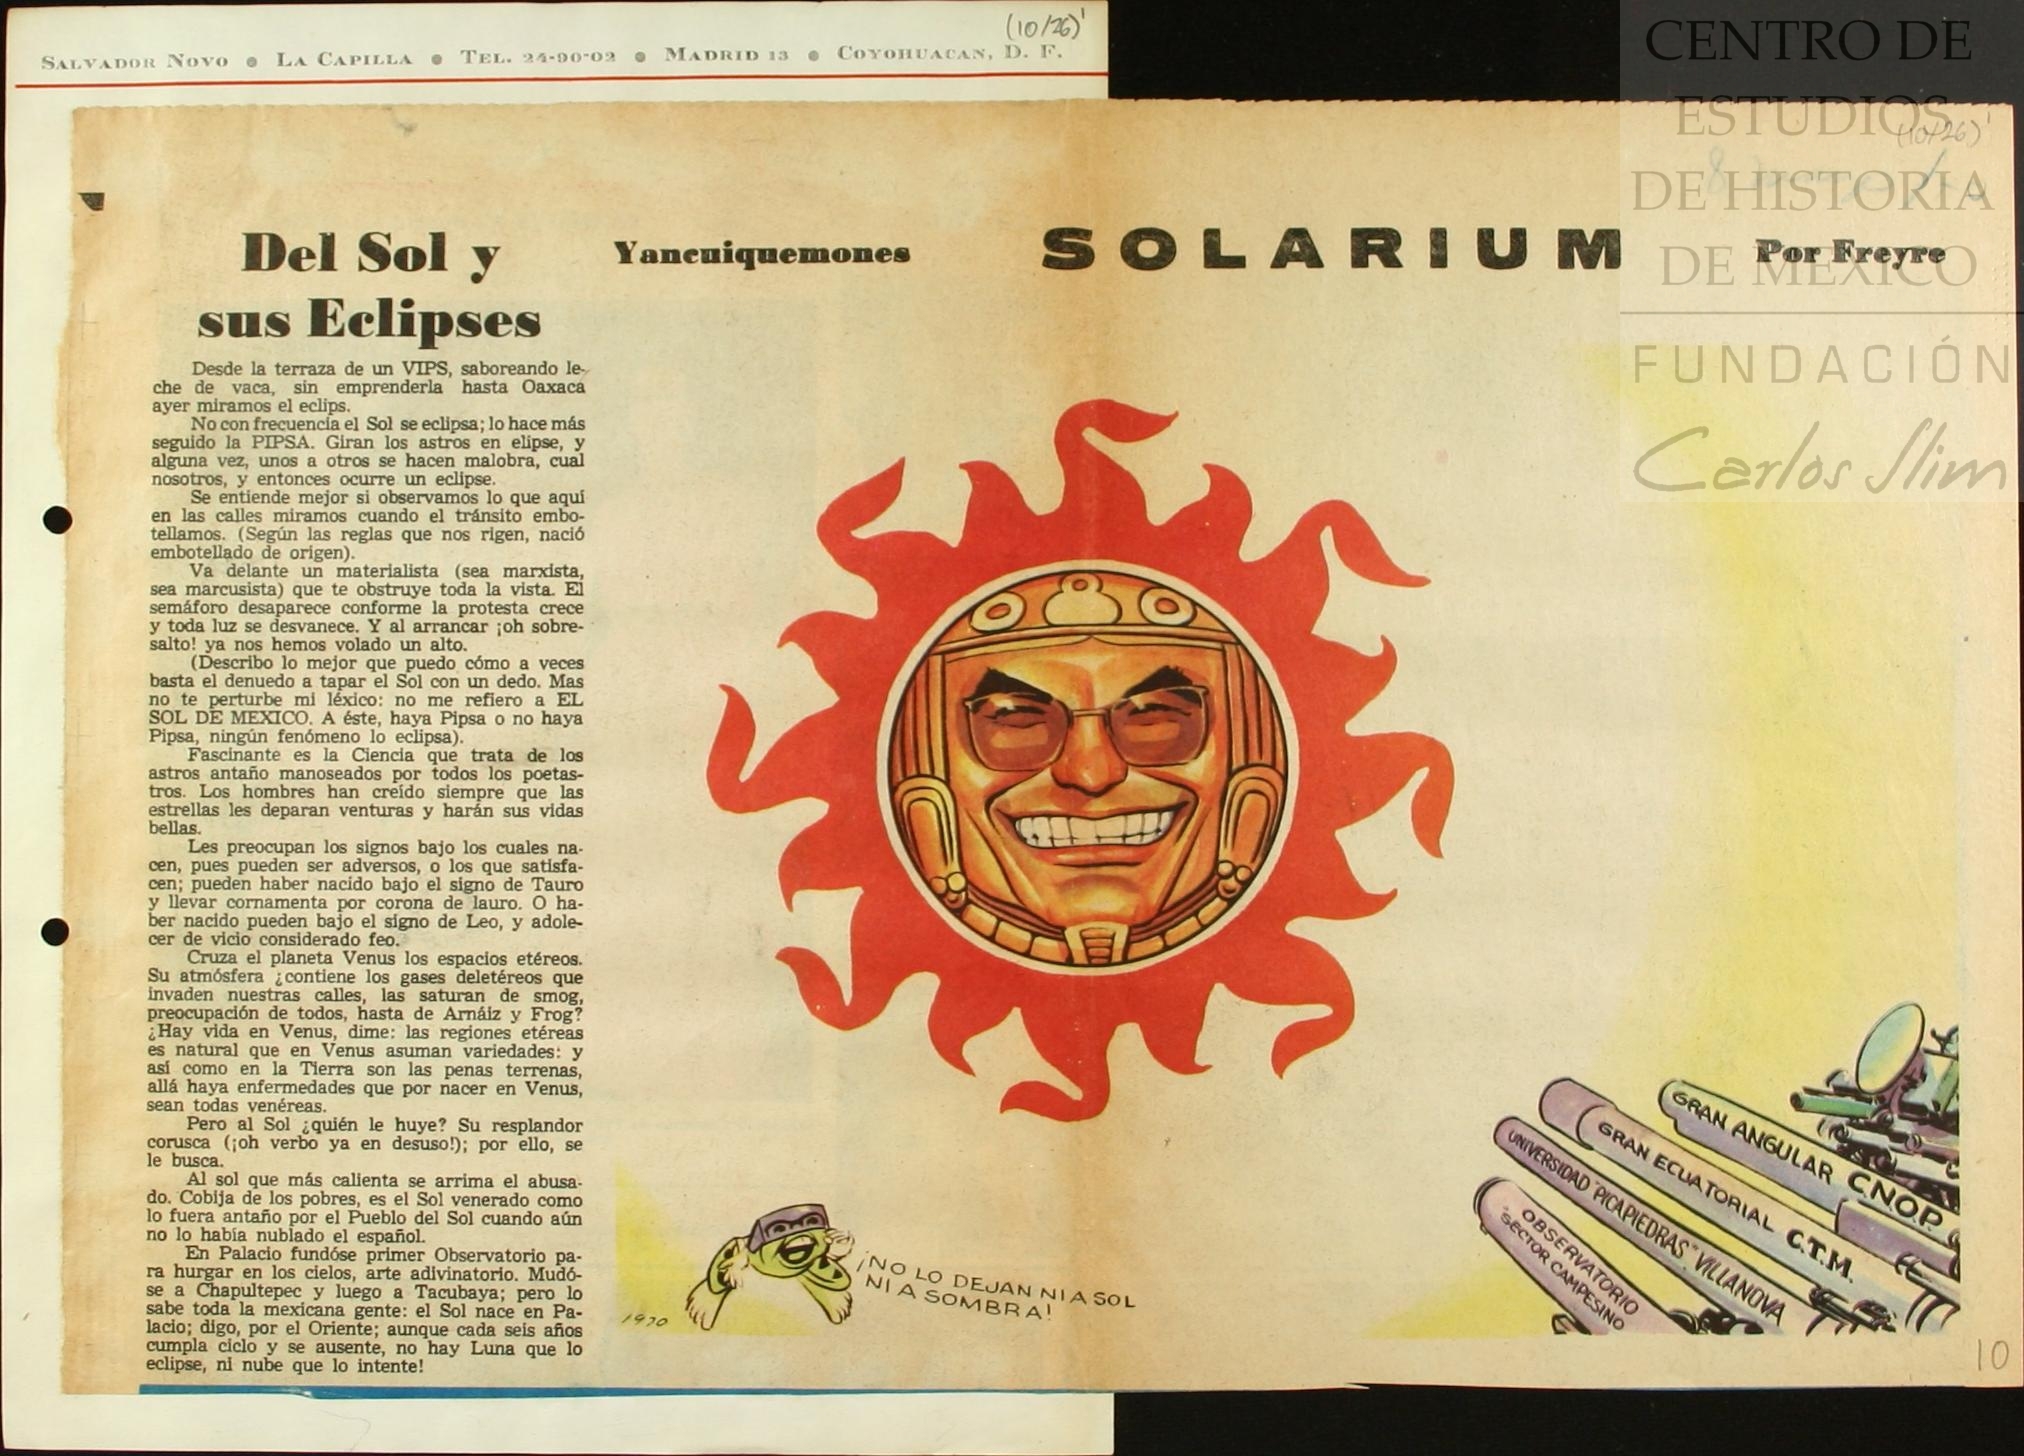 (10/26)'
SALVADOR NOVO ● LA CAPILLA ● TEL. 24-90-02 ● MADRID 13 ● COYOHUACAN, D. F.
CENTRO DE
ESTUDIOS
DE HISTORIA
DE MÉXICO
FUNDACIÓN
Carlos Slim
(10/26)'
Del Sol y
sus Eclipses
Yancuiquemones
SOLARIUM
Por Freyre
Desde la terraza de un VIPS, saboreando le-
che de vaca, sin emprenderla hasta Oaxaca
ayer miramos el eclips.
No con frecuencia el Sol se eclipsa; lo hace más
seguido la PIPSA. Giran los astros en elipse, y
alguna vez, unos a otros se hacen malobra, cual
nosotros, y entonces ocurre un eclipse.
Se entiende mejor si observamos lo que aquí
en las calles miramos cuando el tránsito embo-
tellamos. (Según las reglas que nos rigen, nació
embotellado de origen).
Va delante un materialista (sea marxista,
sea marcusista) que te obstruye toda la vista. El
semáforo desaparece conforme la protesta crece
y toda luz se desvanece. Y al arrancar ¡oh sobre-
salto! ya nos hemos volado un alto.
(Describo lo mejor que puedo cómo a veces
basta el denuedo a tapar el Sol con un dedo. Mas
no te perturbe mi léxico: no me refiero a EL
SOL DE MEXICO. A éste, haya Pipsa o no haya
Pipsa, ningún fenómeno lo eclipsa).
Fascinante es la Ciencia que trata de los
astros antaño manoseados por todos los poetas-
tros. Los hombres han creído siempre que las
estrellas les deparan venturas y harán sus vidas
bellas.
Les preocupan los signos bajo los cuales na-
cen, pues pueden ser adversos, o los que satisfa-
cen; pueden haber nacido bajo el signo de Tauro
y llevar cornamenta por corona de lauro. O ha-
ber nacido pueden bajo el signo de Leo, y adole-
cer de vicio considerado feo.
Cruza el planeta Venus los espacios etéreos.
Su atmósfera ¿contiene los gases deletéreos que
invaden nuestras calles, las saturan de smog,
preocupación de todos, hasta de Arnáiz y Frog?
¿Hay vida en Venus, dime: las regiones etéreas
es natural que en Venus asuman variedades: y
así como en la Tierra son las penas terrenas,
allá haya enfermedades que por nacer en Venus,
sean todas venéreas.
Pero al Sol ¿quién le huye? Su resplandor
corusca (¡oh verbo ya en desuso!); por ello, se
le busca.
Al sol que más calienta se arrima el abusa-
do. Cobija de los pobres, es el Sol venerado como
lo fuera antaño por el Pueblo del Sol cuando aún
no lo había nublado el español.
En Palacio fundóse primer Observatorio pa-
ra hurgar en los cielos, arte adivinatorio. Mudó-
se a Chapultepec y luego a Tacubaya; pero lo
sabe toda la mexicana gente: el Sol nace en Pa-
lacio; digo, por el Oriente; aunque cada seis años
cumpla ciclo y se ausente, no hay Luna que lo
eclipse, ni nube que lo intente!
1970
¡NO LO DEJAN NI A SOL
NI A SOMBRA!
GRAN ANGULAR C.N.O.P.
GRAN ECUATORIAL C.T.M.
UNIVERSIDAD "PICAPIEDRAS" VILLANOVA
OBSERVATORIO
"SECTOR CAMPESINO
10